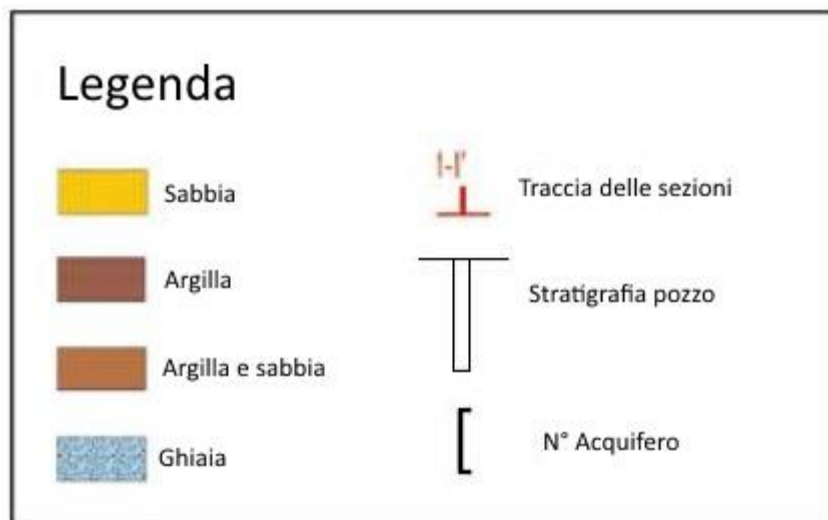 Legenda
Sabbia
Argilla
Argilla e sabbia
Ghiaia
I-I'
Traccia delle sezioni
Stratigrafia pozzo
N° Acquifero